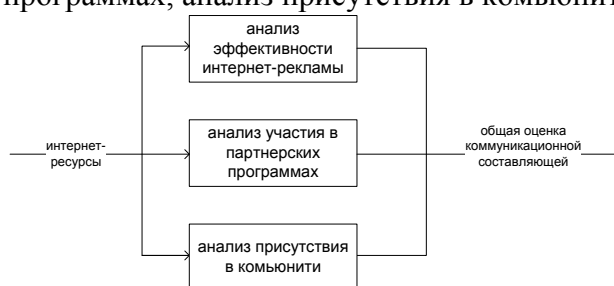 программах, анализ присутствия в комьюнит
анализ
эффективности
интернет-рекламы
интернет-
ресурсы
анализ участия в
партнерских
программах
общая оценка
коммуникационной
составляющей
анализ присутствия
в комьюнити